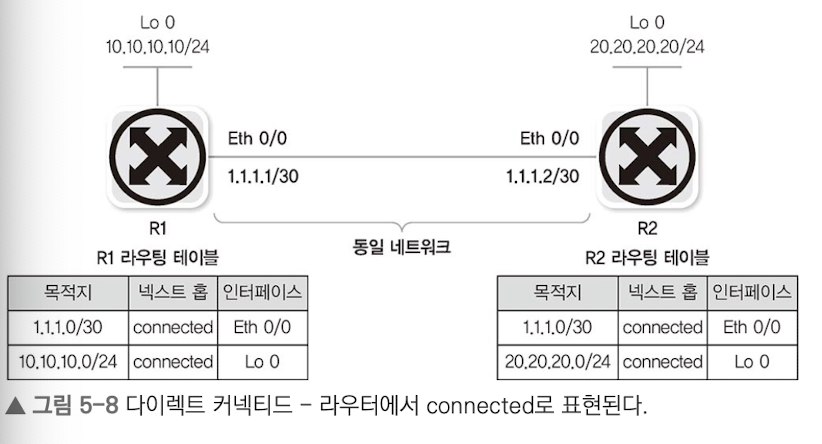 Lo 0
10.10.10.10/24
Lo 0
20.20.20.20/24
Eth 0/0
Eth 0/0
1.1.1.1/30
1.1.1.2/30
R1
R2
동일 네트워크
R1 라우팅 테이블
목적지 넥스트 홉 인터페이스
1.1.1.0/30 connected Eth 0/0
10.10.10.0/24 connected Lo 0
R2 라우팅 테이블
목적지 넥스트 홉 인터페이스
1.1.1.0/30 connected Eth 0/0
20.20.20.0/24 connected Lo 0
▲ 그림 5-8 다이렉트 커넥티드 - 라우터에서 connected로 표현된다.